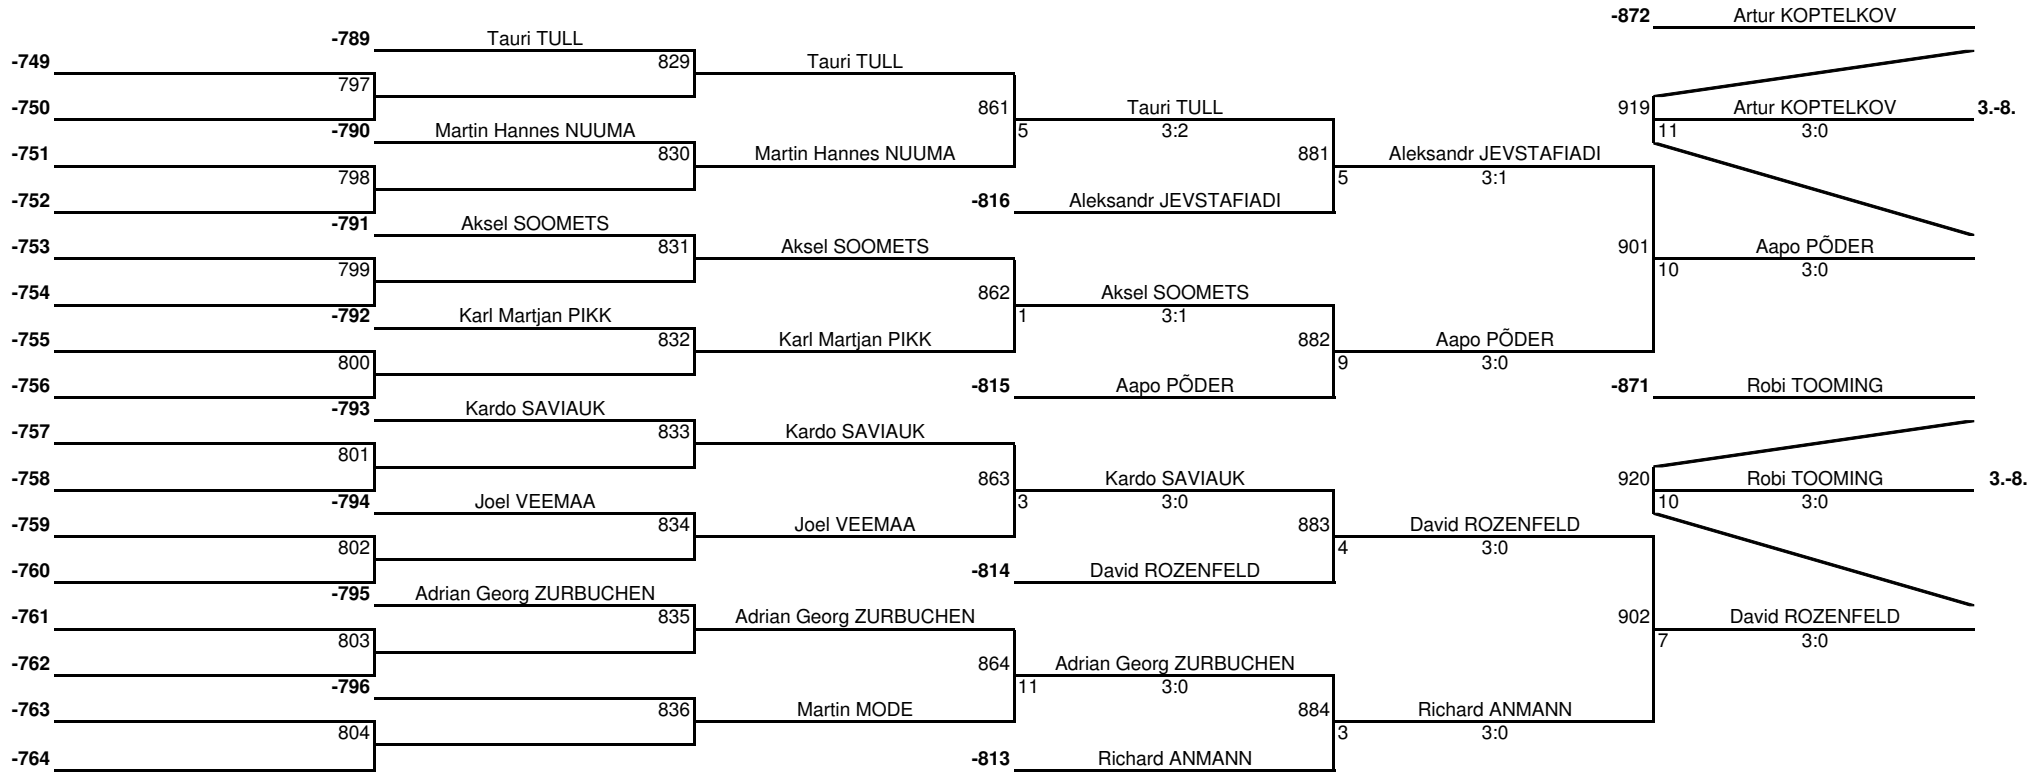 -872 Artur KOPTELKOV
-789 Tauri TULL
-749 829 Tauri TULL
797
-750 861 Tauri TULL 919 Artur KOPTELKOV 3.-8.
-790 Martin Hannes NUUMA 5 3:2 11 3:0
-751 830 Martin Hannes NUUMA 881 Aleksandr JEVSTAFIADI
798 5 3:1
-752 -816 Aleksandr JEVSTAFIADI
-791 Aksel SOOMETS
-753 831 Aksel SOOMETS 901 Aapo PÕDER
799 10 3:0
-754 862 Aksel SOOMETS
-792 Karl Martjan PIKK 1 3:1
-755 832 Karl Martjan PIKK 882 Aapo PÕDER
800 9 3:0
-756 -815 Aapo PÕDER -871 Robi TOOMING
-793 Kardo SAVIAUK
-757 833 Kardo SAVIAUK
801
-758 863 Kardo SAVIAUK 920 Robi TOOMING 3.-8.
-794 Joel VEEMAA 3 3:0 10 3:0
-759 834 Joel VEEMAA 883 David ROZENFELD
802 4 3:0
-760 -814 David ROZENFELD
-795 Adrian Georg ZURBUCHEN
-761 835 Adrian Georg ZURBUCHEN 902 David ROZENFELD
803 7 3:0
-762 864 Adrian Georg ZURBUCHEN
-796 11 3:0
-763 836 Martin MODE 884 Richard ANMANN
804 3 3:0
-764 -813 Richard ANMANN